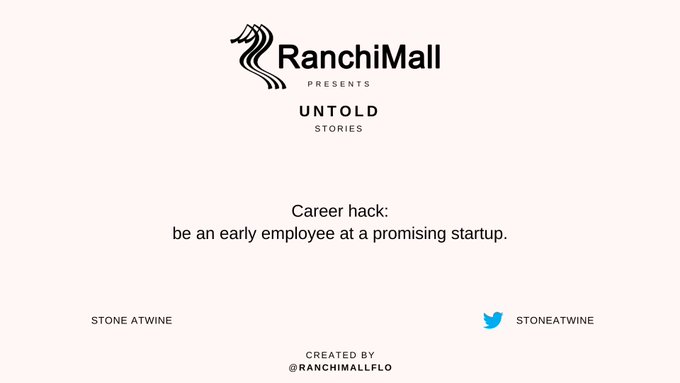 RanchiMall
PRESENTS
UNTOLD
STORIES
Career hack:
be an early employee at a promising startup.
STONE ATWINE
STONEATWINE
CREATED BY
@RANCHIMALLFLO